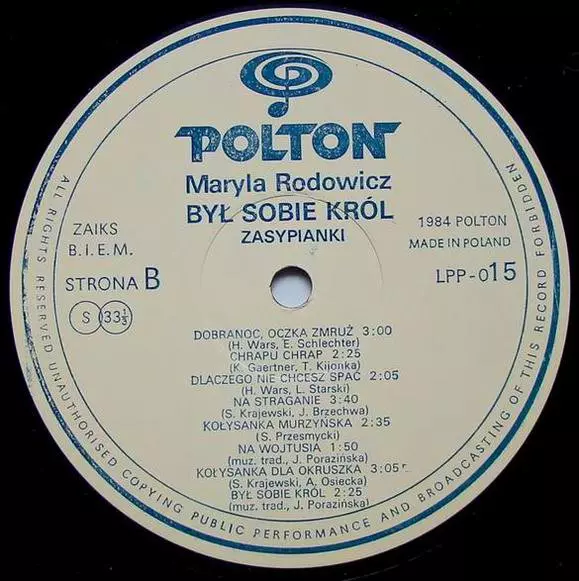 POLTON
Maryla Rodowicz
BYŁ SOBIE KRÓL
ZASYPIANKI
ZAIKS
B.I.E.M.
STRONA B
S 33⅓
1984 POLTON
MADE IN POLAND
LPP-015
DOBRANOC, OCZKA ZMRUŻ 3:00
(H. Wars, E. Schlechter)
CHRAPU CHRAP 2:25
(K. Gaertner, T. Kijonka)
DLACZEGO NIE CHCESZ SPAĆ 2:05
(H. Wars, L. Starski)
NA STRAGANIE 3:40
(S. Krajewski, J. Brzechwa)
KOŁYSANKA MURZYŃSKA 2:35
(S. Przesmycki)
NA WOJTUSIA 1:50
(muz. trad., J. Porazińska)
KOŁYSANKA DLA OKRUSZKA 3:05
(S. Krajewski, A. Osiecka)
BYŁ SOBIE KRÓL 2:25
(muz. trad., J. Porazińska)
ALL RIGHTS RESERVED UNAUTHORISED COPYING PUBLIC PERFORMANCE AND BROADCASTING OF THIS RECORD FORBIDDEN